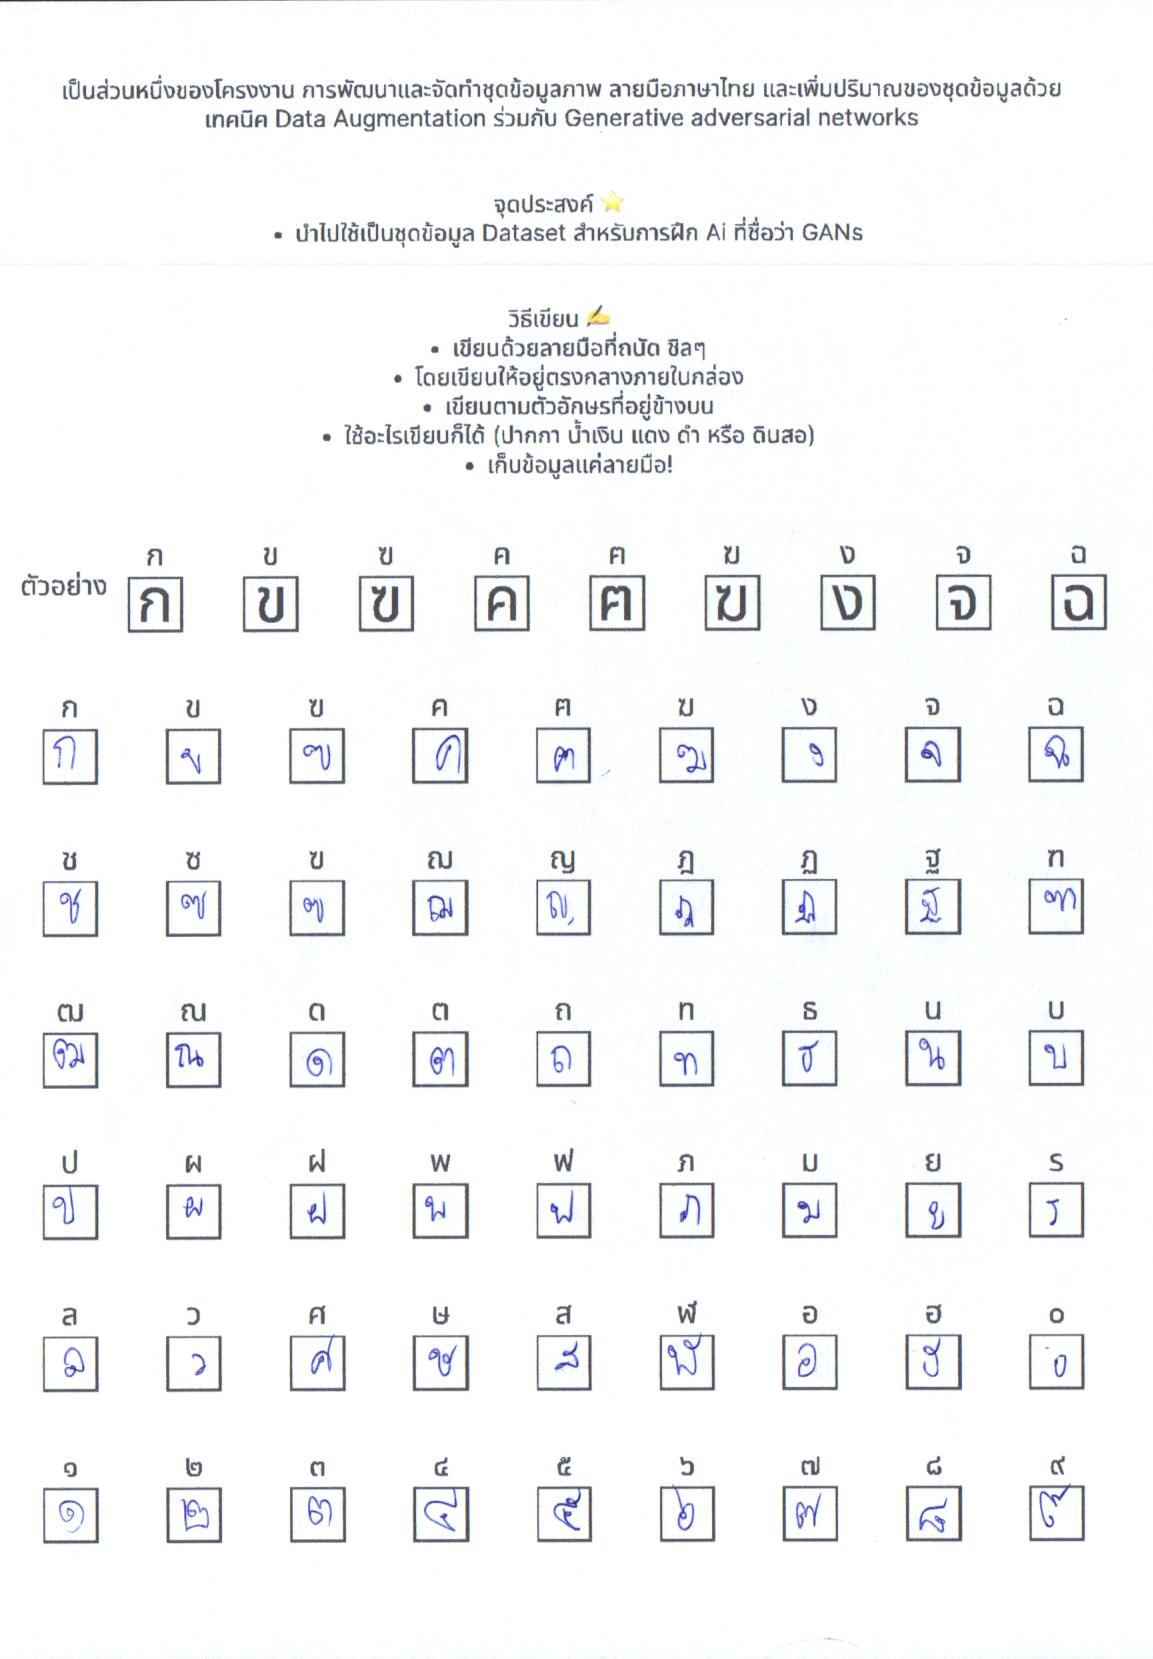 เป็นส่วนหนึ่งของโครงงาน การพัฒนาและจัดทำชุดข้อมูลภาพ ลายมือภาษาไทย และเพิ่มปริมาณของชุดข้อมูลด้วย
เทคนิค Data Augmentation ร่วมกับ Generative adversarial networks
จุดประสงค์ ⭐
• นำไปใช้เป็นชุดข้อมูล Dataset สำหรับการฝึก Ai ที่ชื่อว่า GANs
วิธีเขียน ✍️
• เขียนด้วยลายมือที่ถนัด ชิลๆ
• โดยเขียนให้อยู่ตรงกลางภายในกล่อง
• เขียนตามตัวอักษรที่อยู่ข้างบน
• ใช้อะไรเขียนก็ได้ (ปากกา น้ำเงิน แดง ดำ หรือ ดินสอ)
• เก็บข้อมูลแค่ลายมือ!
ก ข ฃ ค ฅ ฆ ง จ ฉ
ตัวอย่าง ก ข ฃ ค ฅ ฆ ง จ ฉ
ก ข ฃ ค ฅ ฆ ง จ ฉ
ก ข ฃ ค ฅ ฆ ง จ ฉ
ช ซ ฃ ฌ ญ ฎ ฏ ฐ ฑ
ช ซ ฃ ฌ ญ ฎ ฏ ฐ ฑ
ฒ ณ ด ต ถ ท ธ น บ
ฒ ณ ด ต ถ ท ธ น บ
ป ผ ฝ พ ฟ ภ ม ย ร
ป ผ ฝ พ ฟ ภ ม ย ร
ล ว ศ ษ ส ฬ อ ฮ ๐
ล ว ศ ษ ส ฬ อ ฮ ๐
๑ ๒ ๓ ๔ ๕ ๖ ๗ ๘ ๙
๑ ๒ ๓ ๔ ๕ ๖ ๗ ๘ ๙